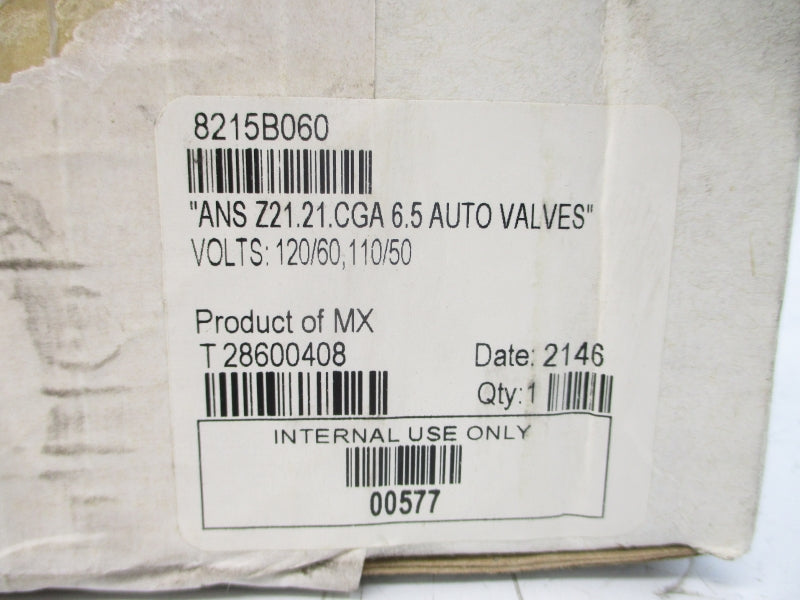 8215B060
"ANS Z21.21.CGA 6.5 AUTO VALVES"
VOLTS: 120/60,110/50
Product of MX
T 28600408 Date: 2146
Qty:1
INTERNAL USE ONLY
00577